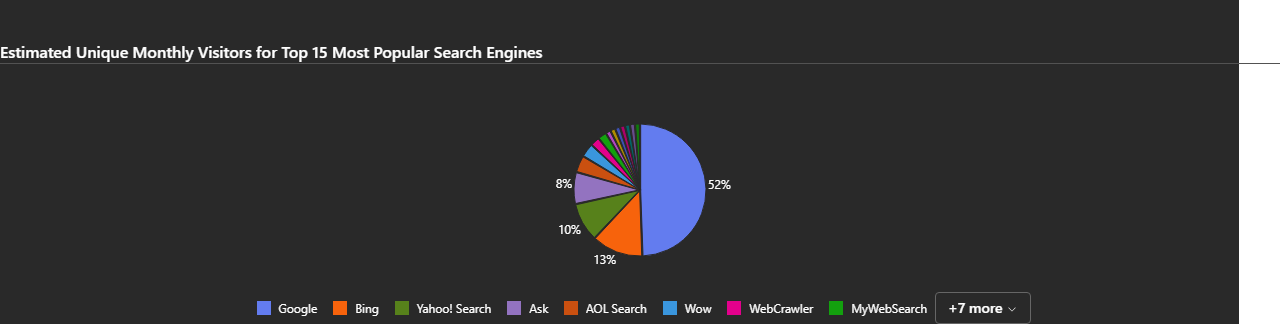 Estimated Unique Monthly Visitors for Top 15 Most Popular Search Engines
8%
52%
10%
13%
Google Bing Yahoo! Search Ask AOL Search Wow WebCrawler MyWebSearch +7 more